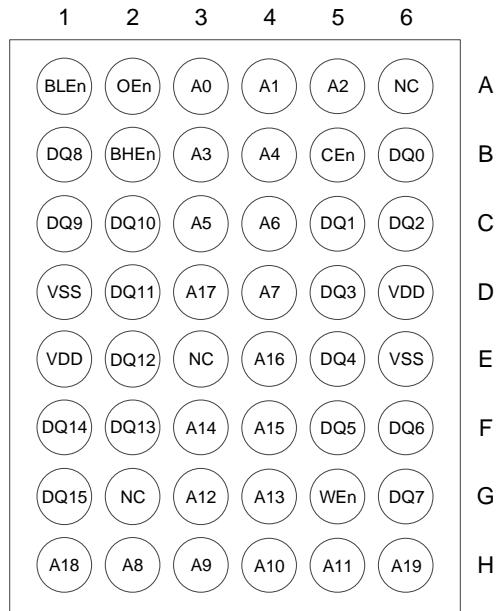 1 2 3 4 5 6
BLEn OEn A0 A1 A2 NC A
DQ8 BHEn A3 A4 CEn DQ0 B
DQ9 DQ10 A5 A6 DQ1 DQ2 C
VSS DQ11 A17 A7 DQ3 VDD D
VDD DQ12 NC A16 DQ4 VSS E
DQ14 DQ13 A14 A15 DQ5 DQ6 F
DQ15 NC A12 A13 WEn DQ7 G
A18 A8 A9 A10 A11 A19 H